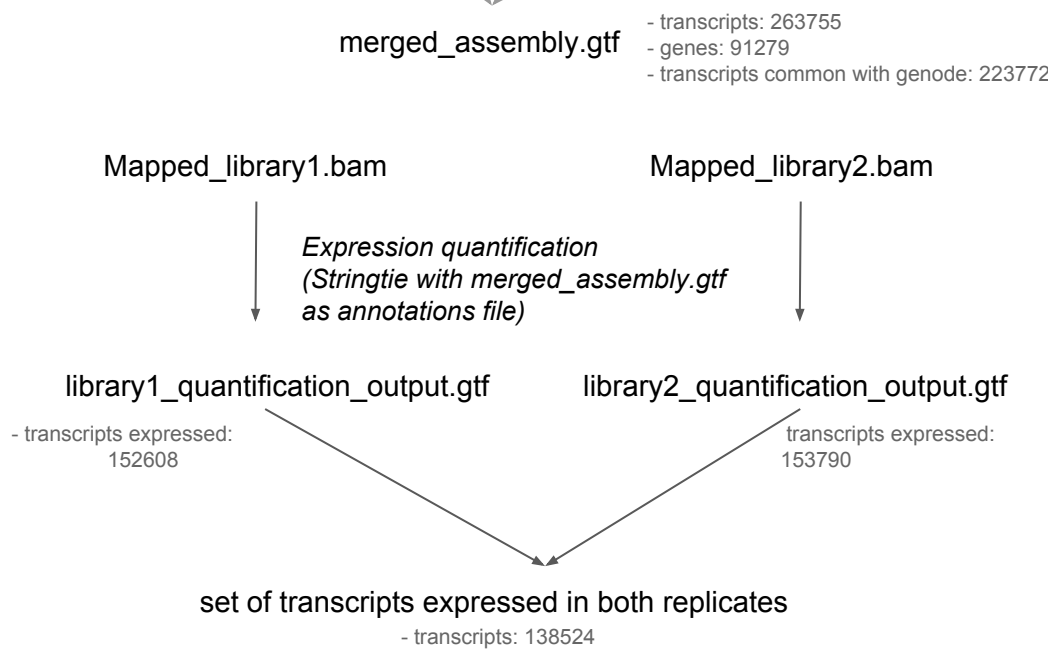 merged_assembly.gtf
- transcripts: 263755
- genes: 91279
- transcripts common with genode: 223772
Mapped_library1.bam
Mapped_library2.bam
Expression quantification
(Stringtie with merged_assembly.gtf
as annotations file)
library1_quantification_output.gtf
library2_quantification_output.gtf
- transcripts expressed:
152608
transcripts expressed:
153790
set of transcripts expressed in both replicates
- transcripts: 138524